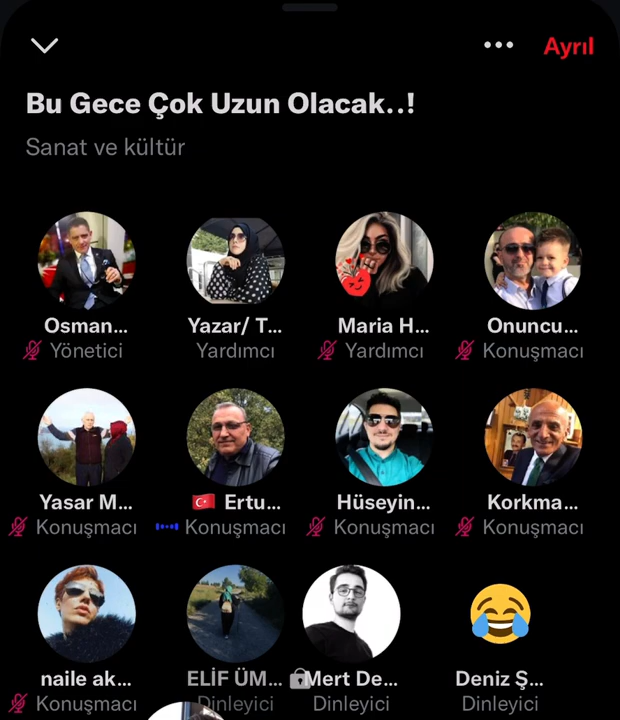 Ayrıl
Bu Gece Çok Uzun Olacak..!
Sanat ve kültür
Osman... Yazar/ T... Maria H... Onuncu...
Yönetici Yardımcı Yardımcı Konuşmacı
Yasar M... Ertu... Hüseyin... Korkma...
Konuşmacı Konuşmacı Konuşmacı Konuşmacı
naile ak... ELİF ÜM... Mert De... Deniz Ş...
Konuşmacı Dinleyici Dinleyici Dinleyici